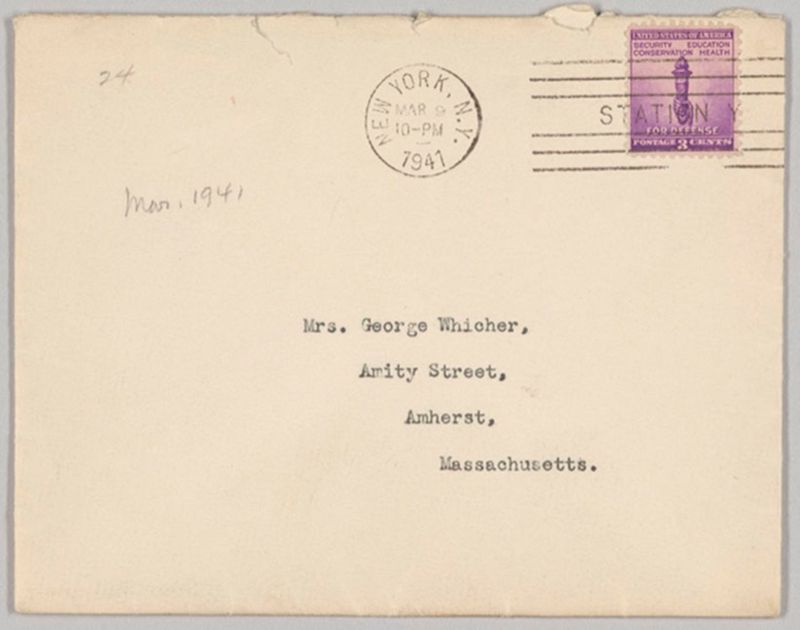 24
NEW YORK, N.Y.
MAR 9
10-PM
1941
STATION Y
UNITED STATES OF AMERICA
SECURITY EDUCATION
CONSERVATION HEALTH
FOR DEFENSE
POSTAGE 3 CENTS
Mar. 1941
Mrs. George Whicher,
Amity Street,
Amherst,
Massachusetts.